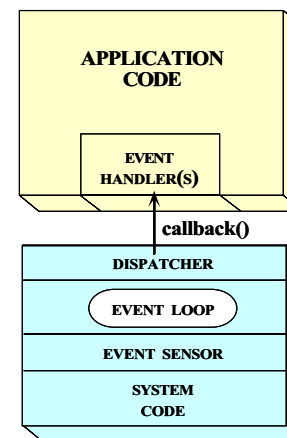 APPLICATION
CODE
EVENT
HANDLER(S)
callback()
DISPATCHER
EVENT LOOP
EVENT SENSOR
SYSTEM
CODE